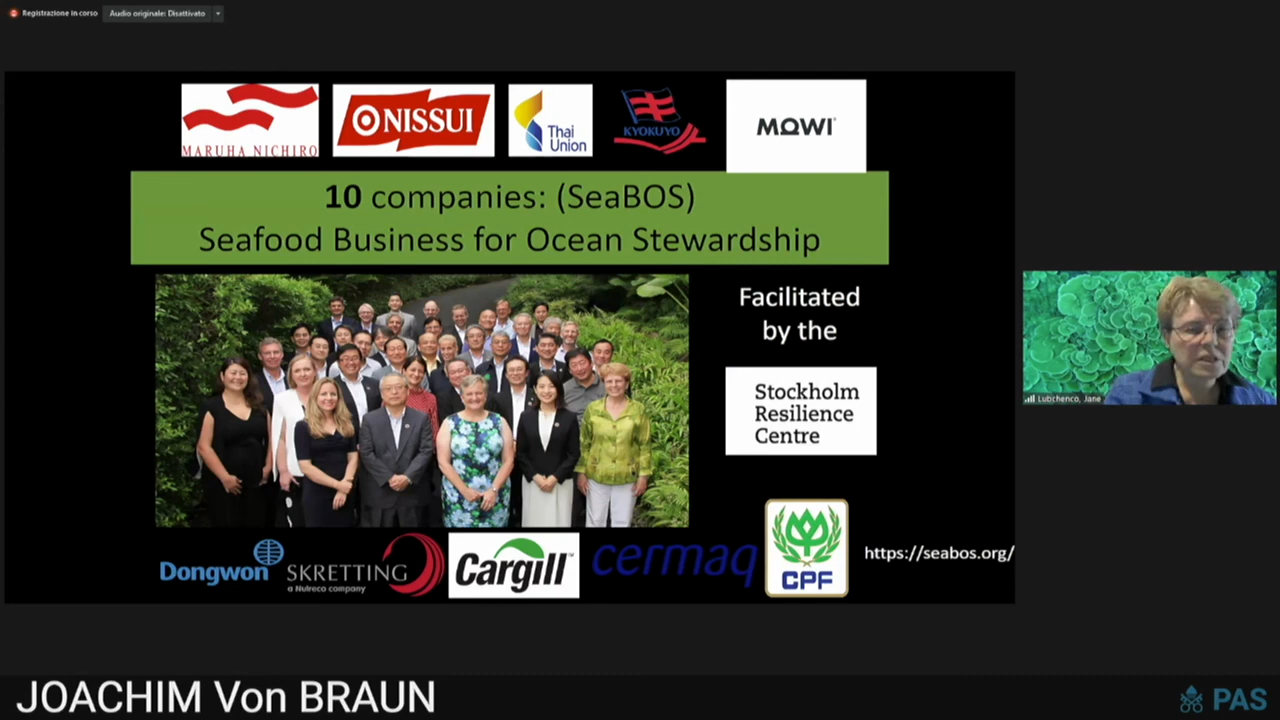 Registrazione in corso
Audio originale: Disattivato
MARUHA NICHIRO
NISSUI
Thai
Union
KYOKUYO
MOWI
10 companies: (SeaBOS)
Seafood Business for Ocean Stewardship
Facilitated
by the
Stockholm
Resilience
Centre
Lubchenco, Jane
Dongwon
SKRETTING
a Nutreco company
Cargill™
cermaq
CPF
https://seabos.org/
JOACHIM Von BRAUN
PAS